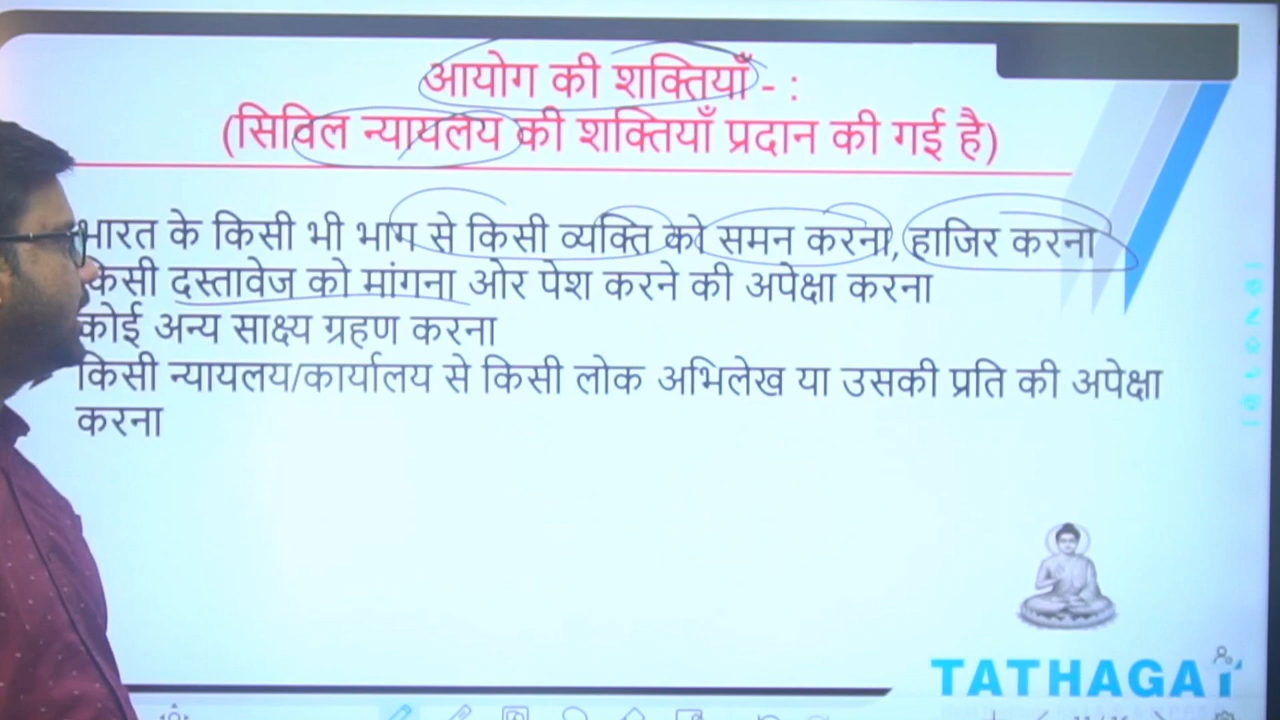 आयोग की शक्तियाँ - :
(सिविल न्यायलय की शक्तियाँ प्रदान की गई है)
भारत के किसी भी भाग से किसी व्यक्ति को समन करना, हाजिर करना
किसी दस्तावेज को मांगना ओर पेश करने की अपेक्षा करना
कोई अन्य साक्ष्य ग्रहण करना
किसी न्यायलय/कार्यालय से किसी लोक अभिलेख या उसकी प्रति की अपेक्षा
करना
TATHAGAT